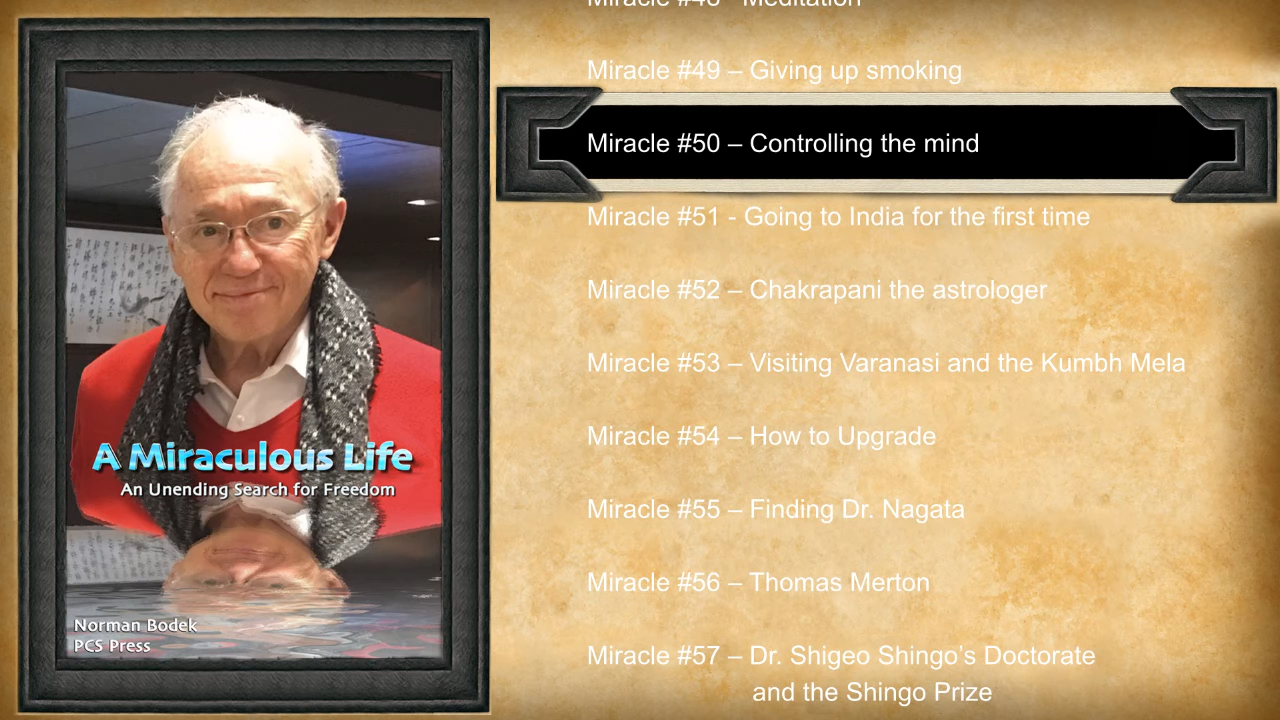 A Miraculous Life
An Unending Search for Freedom
Norman Bodek
PCS Press
Miracle #48 - Meditation
Miracle #49 – Giving up smoking
Miracle #50 – Controlling the mind
Miracle #51 - Going to India for the first time
Miracle #52 – Chakrapani the astrologer
Miracle #53 – Visiting Varanasi and the Kumbh Mela
Miracle #54 – How to Upgrade
Miracle #55 – Finding Dr. Nagata
Miracle #56 – Thomas Merton
Miracle #57 – Dr. Shigeo Shingo’s Doctorate
and the Shingo Prize